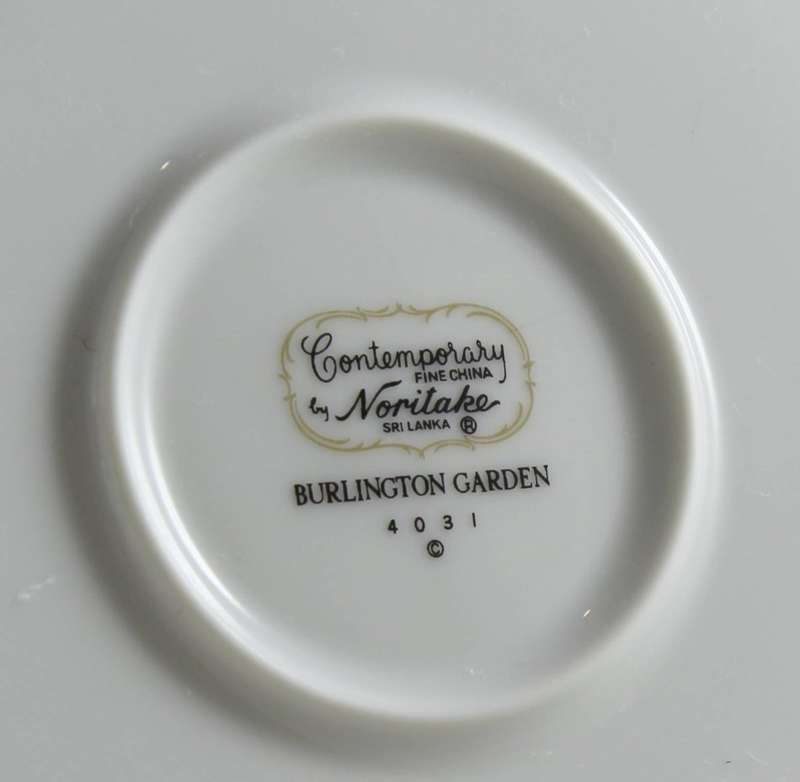 Contemporary
FINE CHINA
by Noritake
SRI LANKA ®
BURLINGTON GARDEN
4031
©